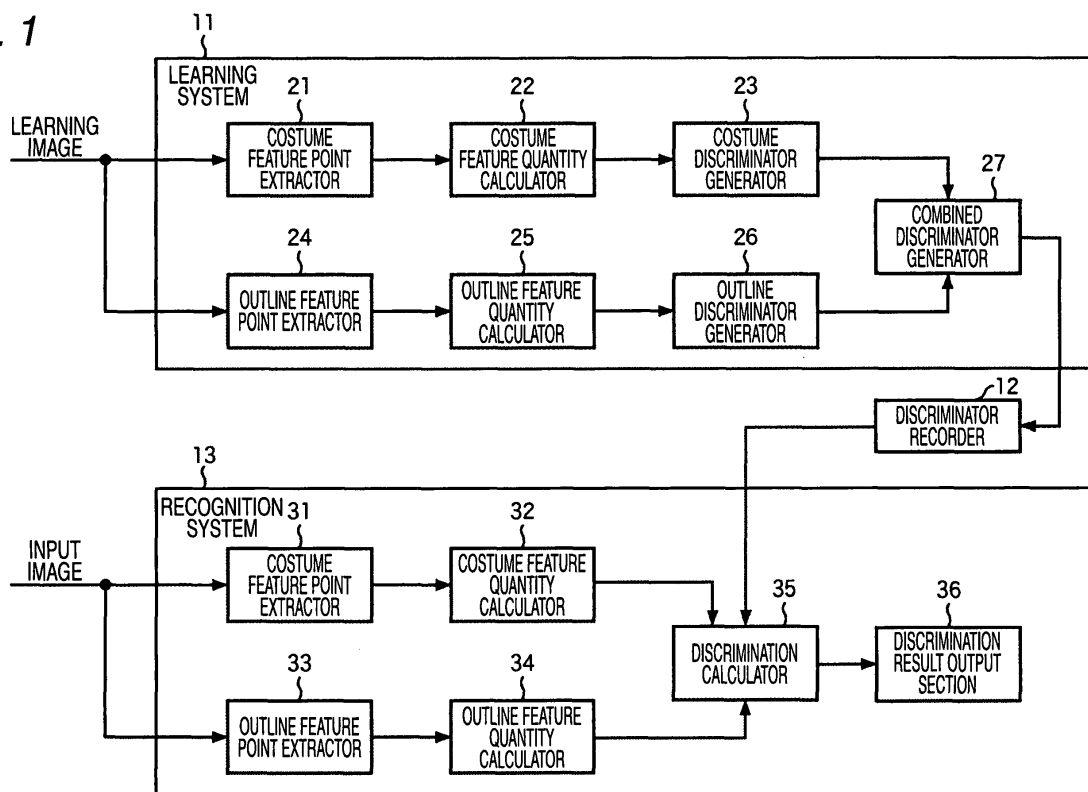 . 1
11
LEARNING
SYSTEM
LEARNING
IMAGE
21
COSTUME
FEATURE POINT
EXTRACTOR
22
COSTUME
FEATURE QUANTITY
CALCULATOR
23
COSTUME
DISCRIMINATOR
GENERATOR
27
COMBINED
DISCRIMINATOR
GENERATOR
24
OUTLINE FEATURE
POINT EXTRACTOR
25
OUTLINE FEATURE
QUANTITY
CALCULATOR
26
OUTLINE
DISCRIMINATOR
GENERATOR
12
DISCRIMINATOR
RECORDER
13
RECOGNITION
SYSTEM
INPUT
IMAGE
31
COSTUME
FEATURE POINT
EXTRACTOR
32
COSTUME FEATURE
QUANTITY
CALCULATOR
35
DISCRIMINATION
CALCULATOR
36
DISCRIMINATION
RESULT OUTPUT
SECTION
33
OUTLINE FEATURE
POINT EXTRACTOR
34
OUTLINE FEATURE
QUANTITY
CALCULATOR